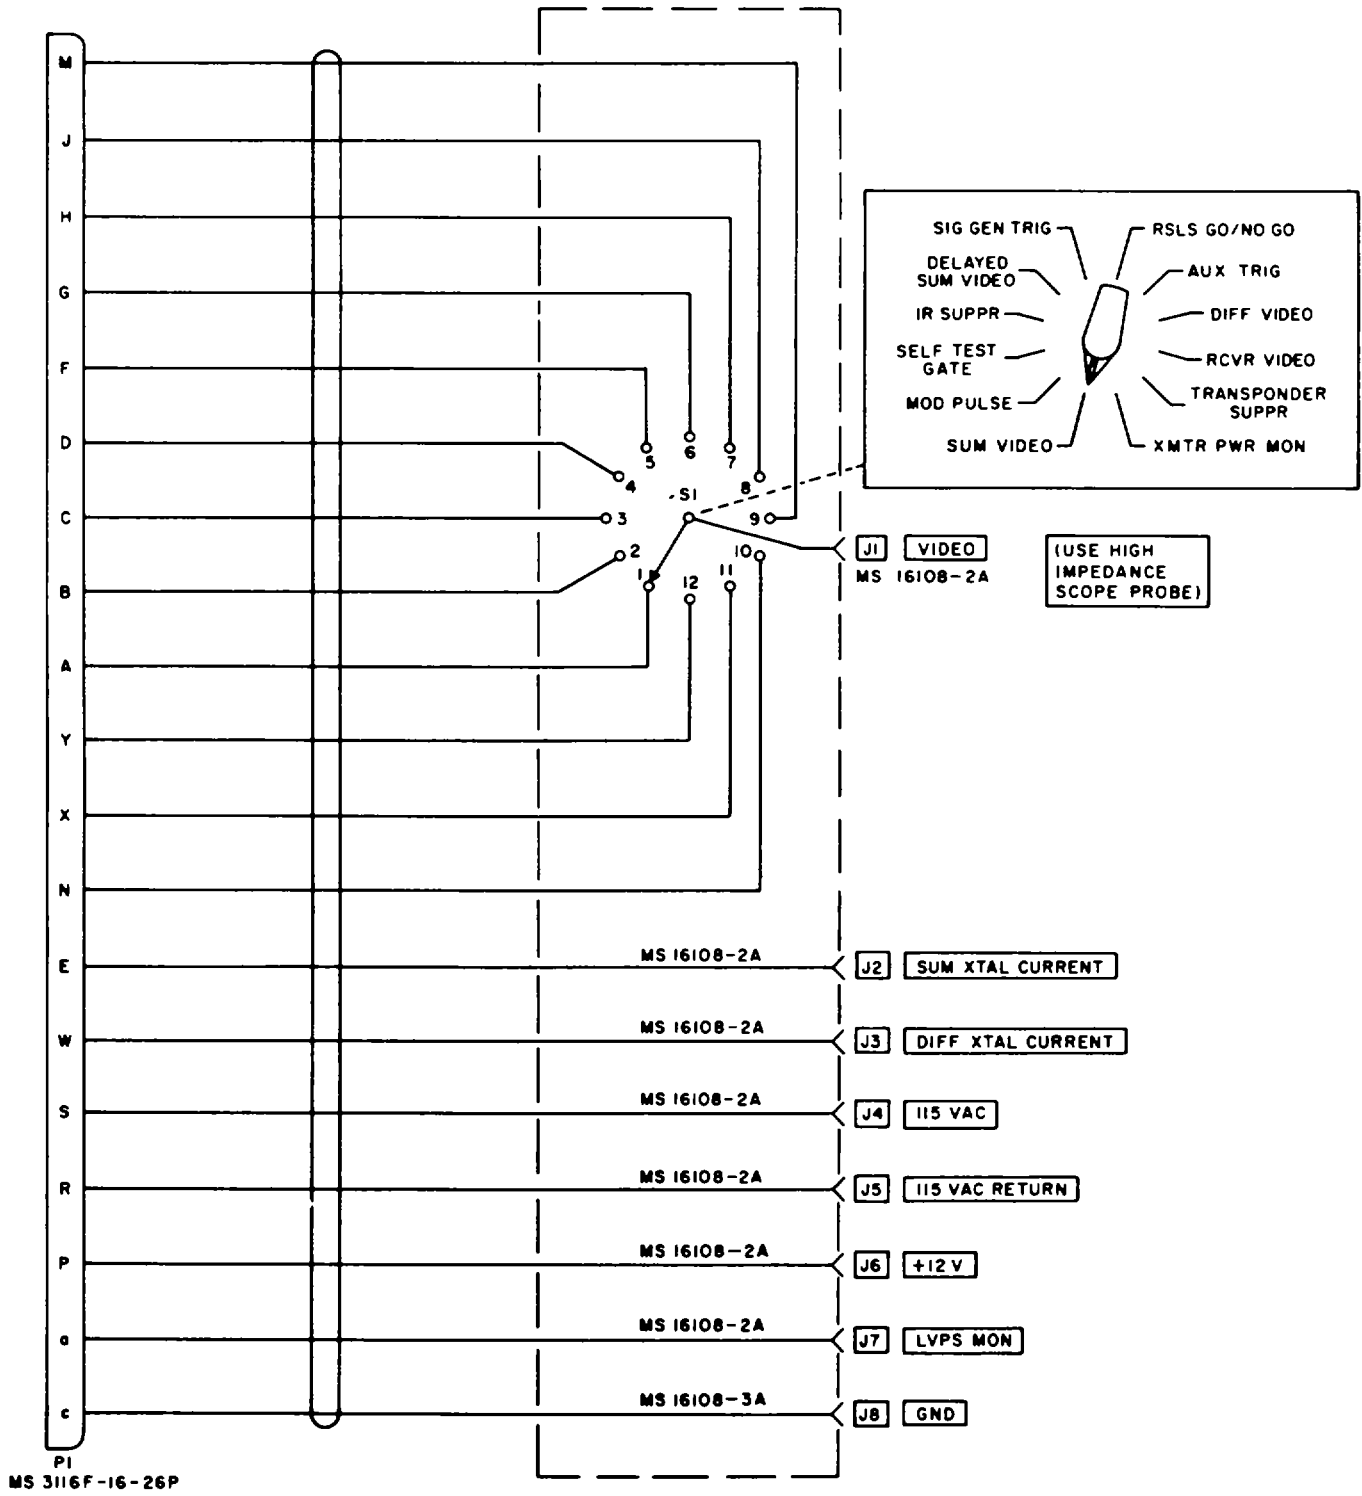 M
J
H
G
F
D
C
B
A
Y
X
N
E
W
S
R
P
a
c
P1
MS 3116F-16-26P
S1
1
2
3
4
5
6
7
8
9
10
11
12
SIG GEN TRIG
DELAYED
SUM VIDEO
IR SUPPR
SELF TEST
GATE
MOD PULSE
SUM VIDEO
RSLS GO/NO GO
AUX TRIG
DIFF VIDEO
RCVR VIDEO
TRANSPONDER
SUPPR
XMTR PWR MON
J1 VIDEO
MS 16108-2A
(USE HIGH
IMPEDANCE
SCOPE PROBE)
MS 16108-2A J2 SUM XTAL CURRENT
MS 16108-2A J3 DIFF XTAL CURRENT
MS 16108-2A J4 115 VAC
MS 16108-2A J5 115 VAC RETURN
MS 16108-2A J6 +12 V
MS 16108-2A J7 LVPS MON
MS 16108-3A J8 GND